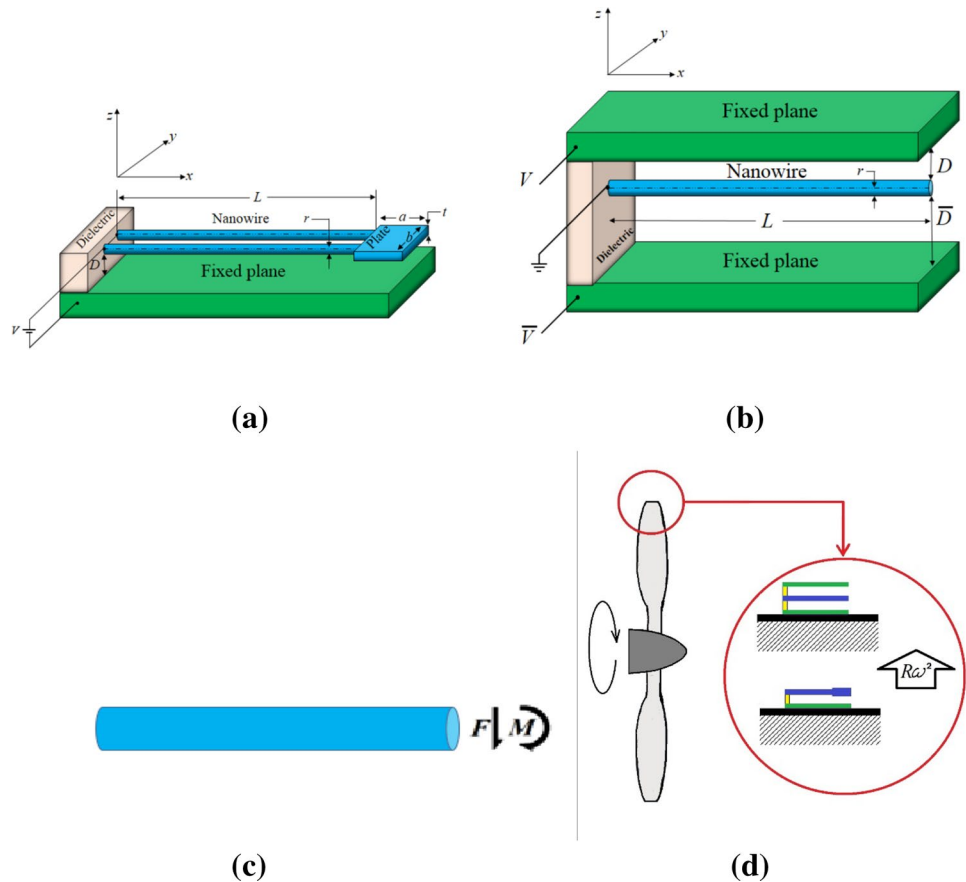 z
y
x
L
Nanowire
r
a
t
Dielectric
Plate
b
D
Fixed plane
V
(a)
z
y
x
Fixed plane
V
Nanowire
r
D
L
D̅
Dielectric
Fixed plane
V̅
(b)
F M
(c)
Rω²
(d)